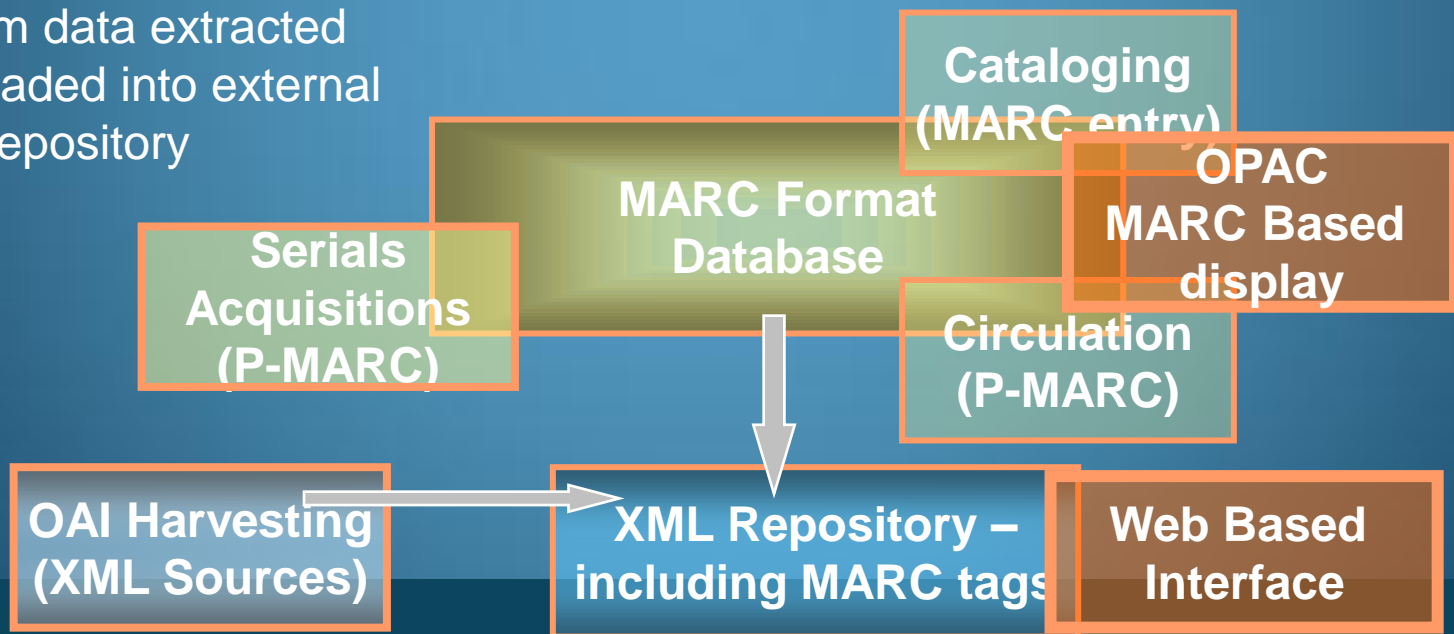 m data extracted
aded into external
epository
Cataloging
(MARC entry)
OPAC
MARC Based
display
MARC Format
Database
Serials
Acquisitions
(P-MARC)
Circulation
(P-MARC)
OAI Harvesting
(XML Sources)
XML Repository –
including MARC tags
Web Based
Interface